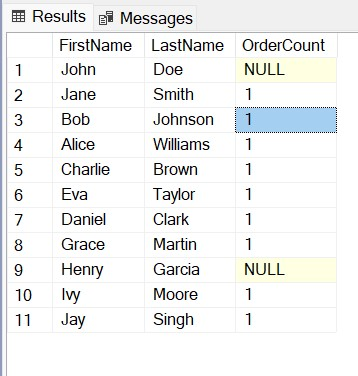 Results Messages
FirstName LastName OrderCount
1 John Doe NULL
2 Jane Smith 1
3 Bob Johnson 1
4 Alice Williams 1
5 Charlie Brown 1
6 Eva Taylor 1
7 Daniel Clark 1
8 Grace Martin 1
9 Henry Garcia NULL
10 Ivy Moore 1
11 Jay Singh 1